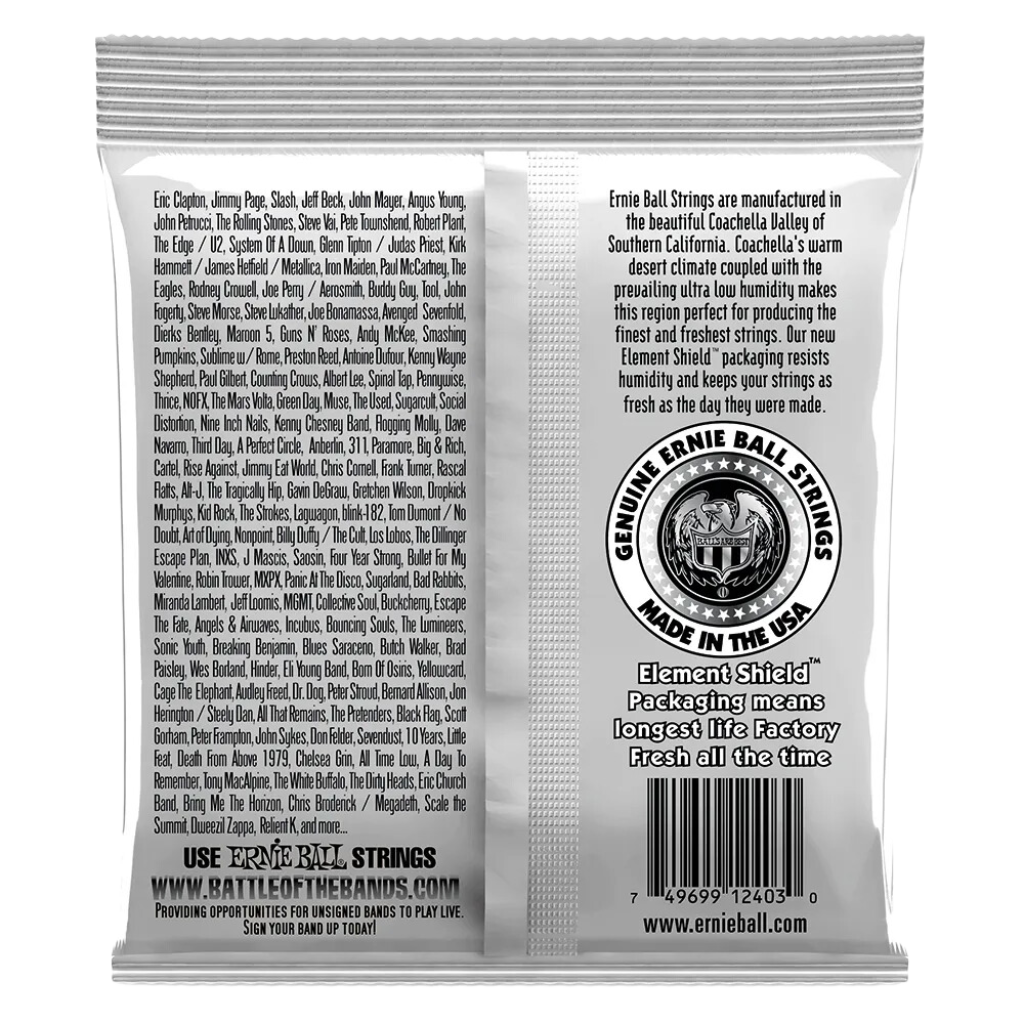 Eric Clapton, Jimmy Page, Slash, Jeff Beck, John Mayer, Angus Young,
John Petrucci, The Rolling Stones, Steve Vai, Pete Townshend, Robert Plant,
The Edge / U2, System Of A Down, Glenn Tipton / Judas Priest, Kirk
Hammett / James Hetfield / Metallica, Iron Maiden, Paul McCartney, The
Eagles, Rodney Crowell, Joe Perry / Aerosmith, Buddy Guy, Tool, John
Fogerty, Steve Morse, Steve Lukather, Joe Bonamassa, Avenged Sevenfold,
Dierks Bentley, Maroon 5, Guns N' Roses, Andy McKee, Smashing
Pumpkins, Sublime w/ Rome, Preston Reed, Antoine Dufour, Kenny Wayne
Shepherd, Paul Gilbert, Counting Crows, Albert Lee, Spinal Tap, Pennywise,
Thrice, NOFX, The Mars Volta, Green Day, Muse, The Used, Sugarcult, Social
Distortion, Nine Inch Nails, Kenny Chesney Band, Flogging Molly, Dave
Navarro, Third Day, A Perfect Circle, Anberlin, 311, Paramore, Big & Rich,
Cartel, Rise Against, Jimmy Eat World, Chris Cornell, Frank Turner, Rascal
Flatts, Alt-J, The Tragically Hip, Gavin DeGraw, Gretchen Wilson, Dropkick
Murphys, Kid Rock, The Strokes, Lagwagon, blink-182, Tom Dumont / No
Doubt, Art of Dying, Nonpoint, Billy Duffy / The Cult, Los Lobos, The Dillinger
Escape Plan, INXS, J Mascis, Saosin, Four Year Strong, Bullet For My
Valentine, Robin Trower, MXPX, Panic At The Disco, Sugarland, Bad Rabbits,
Miranda Lambert, Jeff Loomis, MGMT, Collective Soul, Buckcherry, Escape
The Fate, Angels & Airwaves, Incubus, Bouncing Souls, The Lumineers,
Sonic Youth, Breaking Benjamin, Blues Saraceno, Butch Walker, Brad
Paisley, Wes Borland, Hinder, Eli Young Band, Born Of Osiris, Yellowcard,
Cage The Elephant, Audley Freed, Dr. Dog, Peter Stroud, Bernard Allison, Jon
Herington / Steely Dan, All That Remains, The Pretenders, Black Flag, Scott
Gorham, Peter Frampton, John Sykes, Don Felder, Sevendust, 10 Years, Little
Feat, Death From Above 1979, Chelsea Grin, All Time Low, A Day To
Remember, Tony MacAlpine, The White Buffalo, The Dirty Heads, Eric Church
Band, Bring Me The Horizon, Chris Broderick / Megadeth, Scale the
Summit, Dweezil Zappa, Relient K, and more...
USE ERNIE BALL® STRINGS
WWW.BATTLEOFTHEBANDS.COM
PROVIDING OPPORTUNITIES FOR UNSIGNED BANDS TO PLAY LIVE.
SIGN YOUR BAND UP TODAY!
Ernie Ball Strings are manufactured in
the beautiful Coachella Valley of
Southern California. Coachella's warm
desert climate coupled with the
prevailing ultra low humidity makes
this region perfect for producing the
finest and freshest strings. Our new
Element Shield™ packaging resists
humidity and keeps your strings as
fresh as the day they were made.
GENUINE ERNIE BALL STRINGS
MADE IN THE USA
Element Shield™
Packaging means
longest life Factory
Fresh all the time
7 49699 12403 0
www.ernieball.com